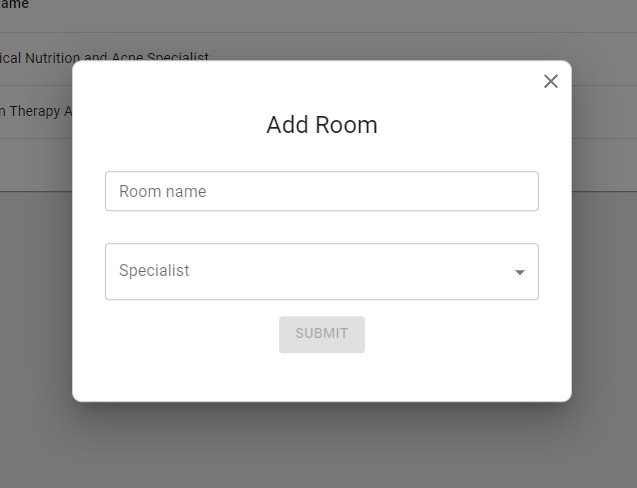 ame
ical Nutrition and Acne Specialist
n Therapy A
Add Room
Room name
Specialist
SUBMIT